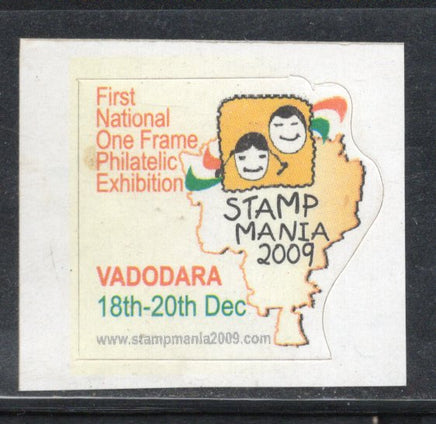 First
National
One Frame
Philatelic
Exhibition
STAMP
MANIA
2009
VADODARA
18th-20th Dec
www.stampmania2009.com